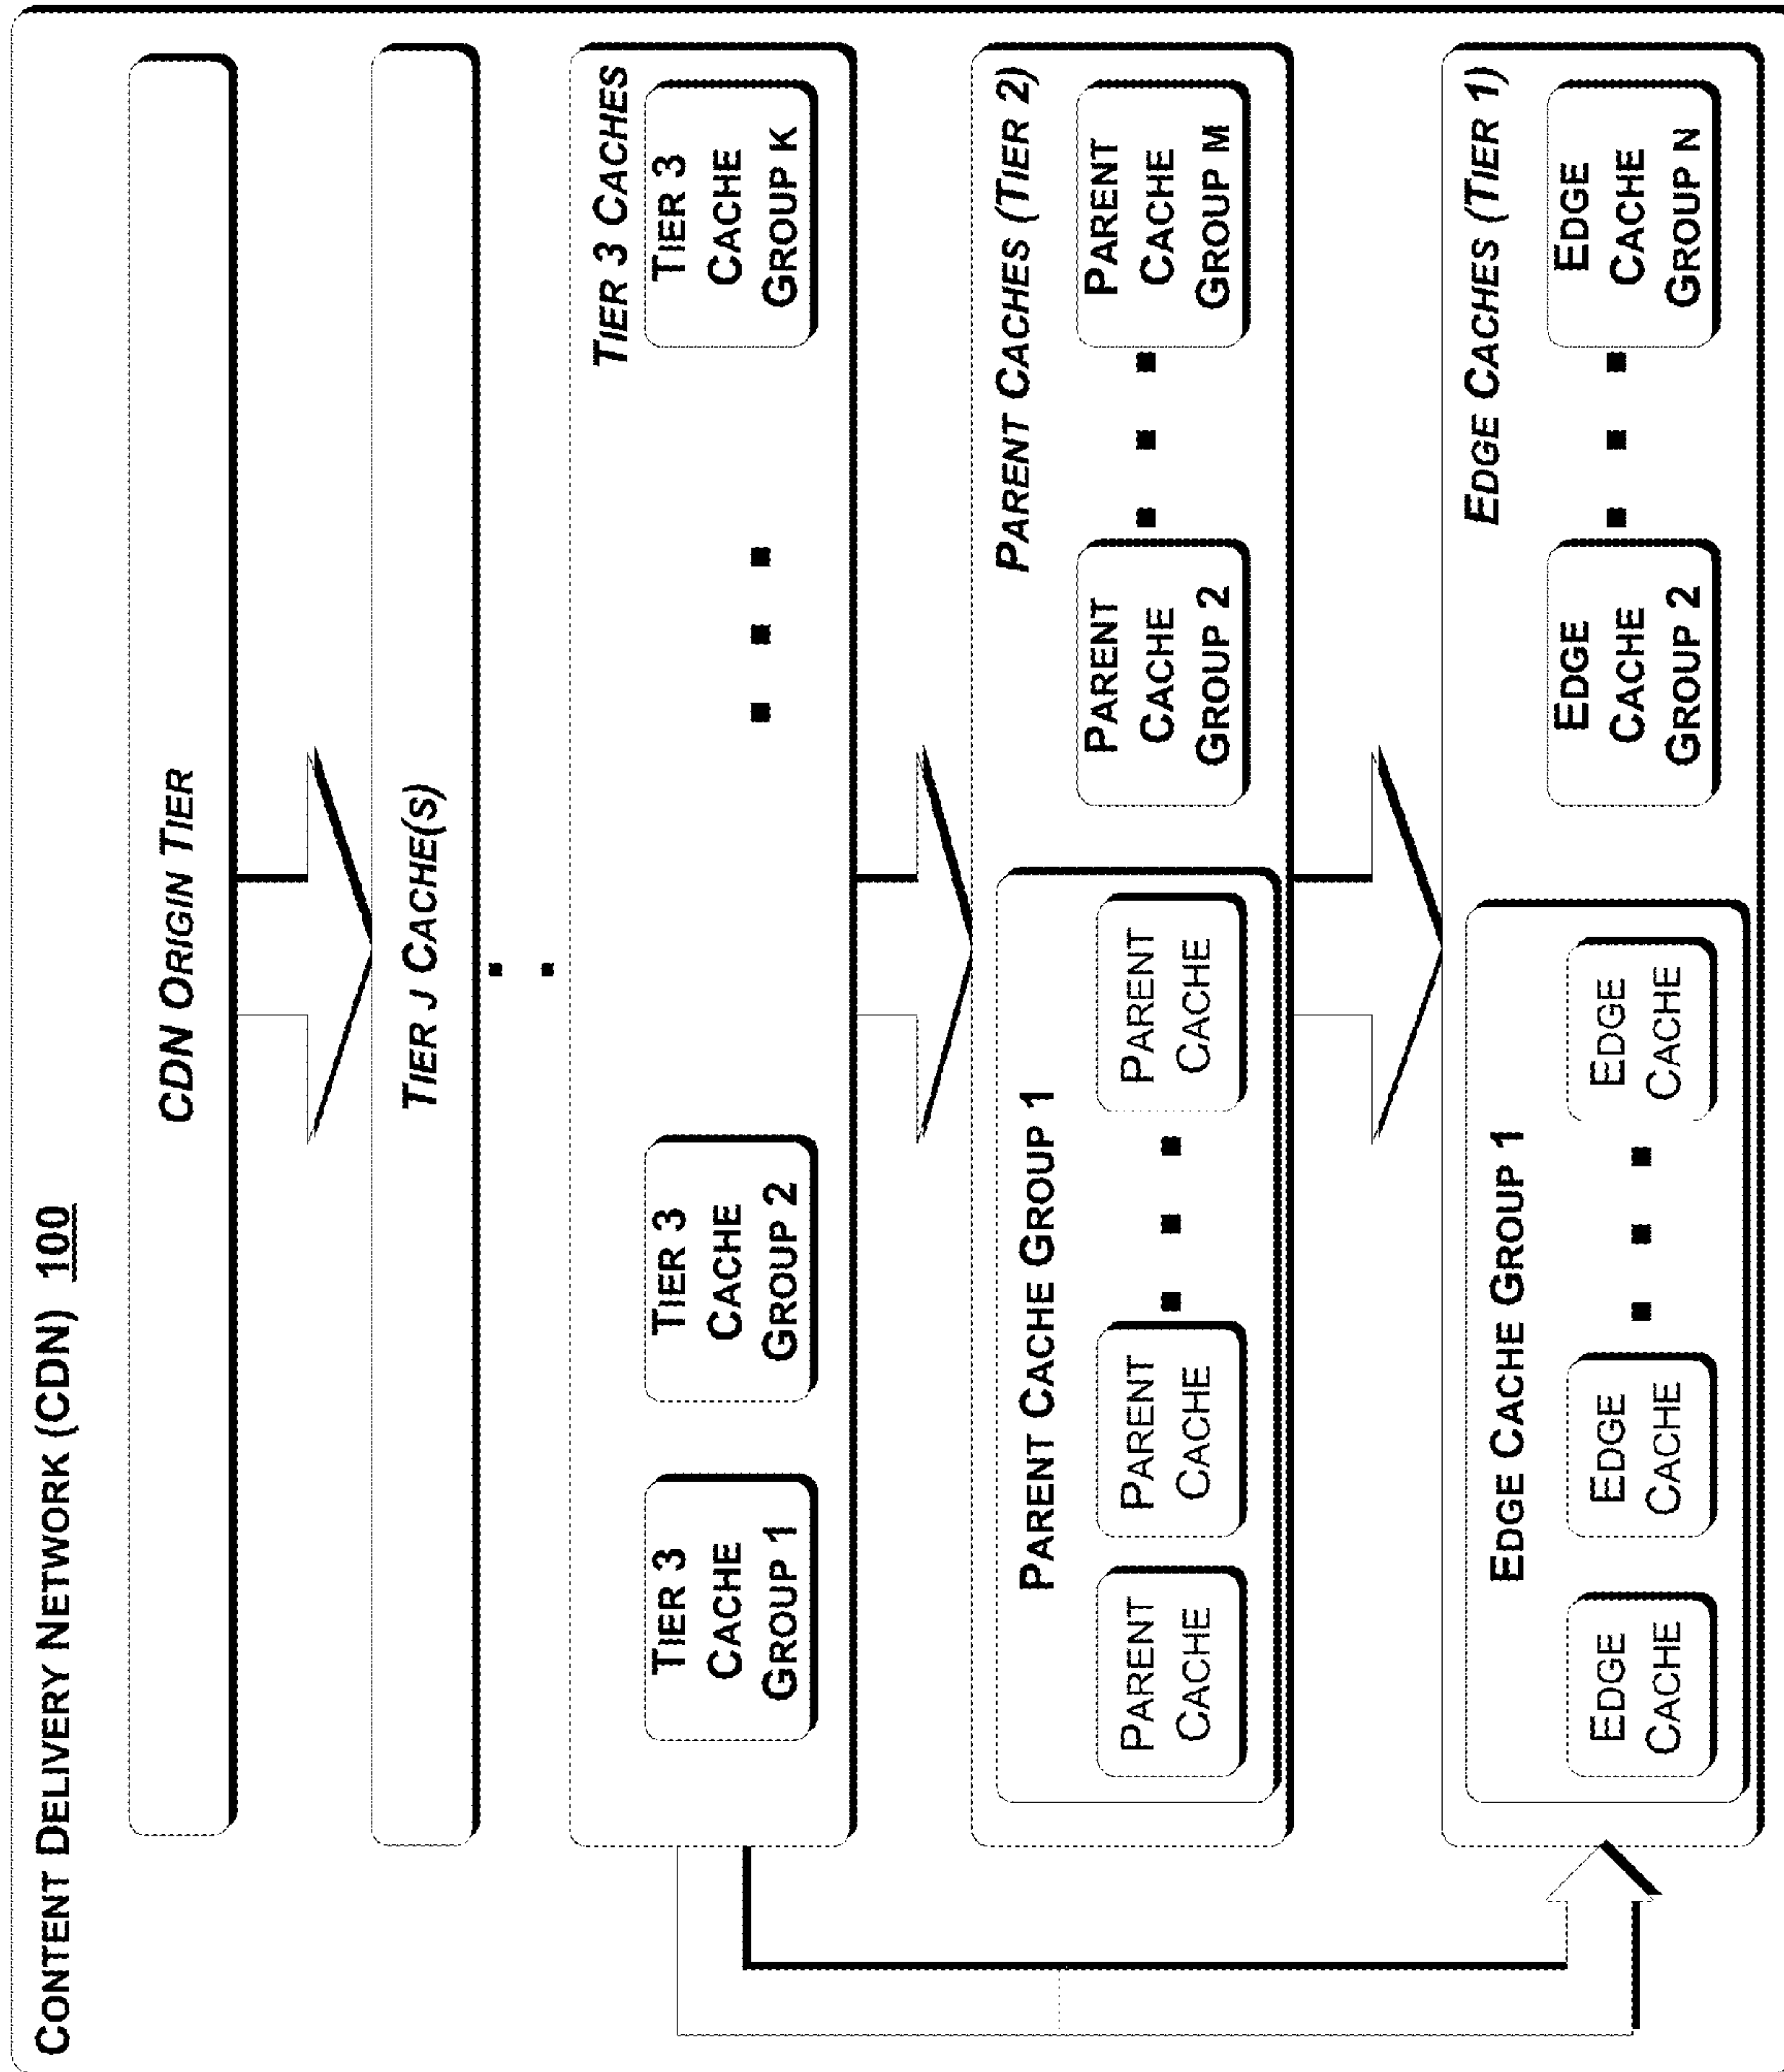 CONTENT DELIVERY NETWORK (CDN) 100
CDN ORIGIN TIER
TIER J CACHE(S)
TIER 3 CACHES
TIER 3
CACHE
GROUP 1
TIER 3
CACHE
GROUP 2
TIER 3
CACHE
GROUP K
PARENT CACHES (TIER 2)
PARENT CACHE GROUP 1
PARENT
CACHE
PARENT
CACHE
PARENT
CACHE
PARENT
CACHE
GROUP 2
PARENT
CACHE
GROUP M
EDGE CACHES (TIER 1)
EDGE CACHE GROUP 1
EDGE
CACHE
EDGE
CACHE
EDGE
CACHE
EDGE
CACHE
GROUP 2
EDGE
CACHE
GROUP N